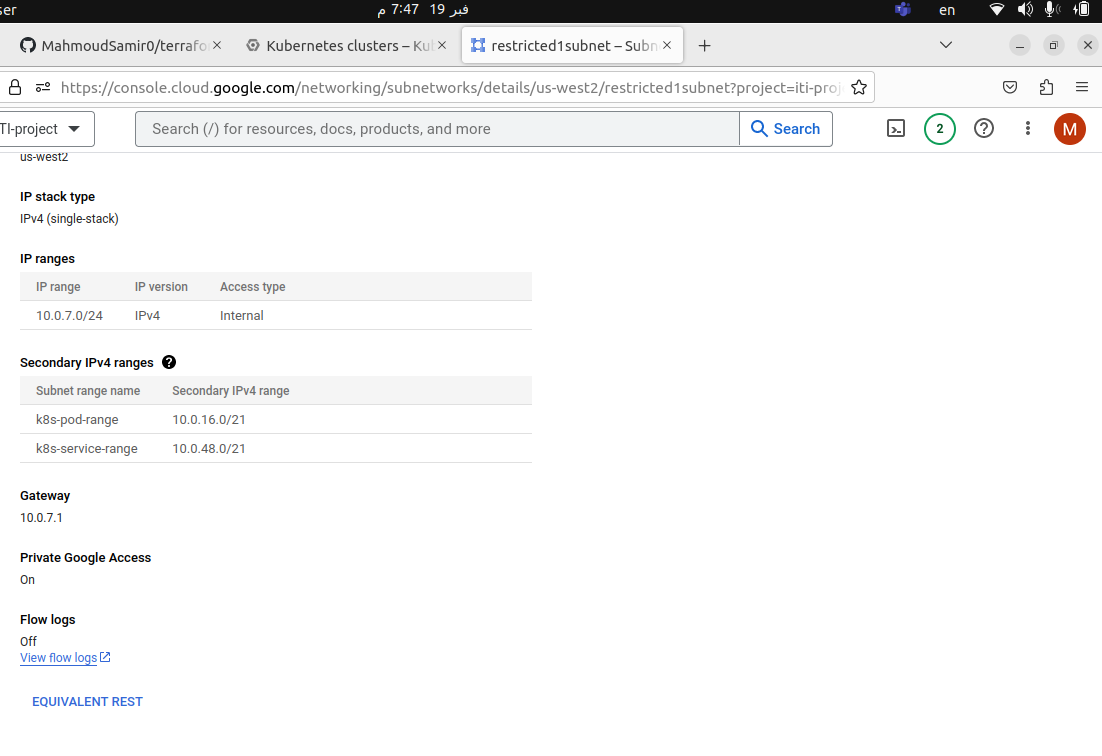 ser
فبر 19 7:47 م
en
MahmoudSamir0/terrafo
Kubernetes clusters – Ku
restricted1subnet – Subn
https://console.cloud.google.com/networking/subnetworks/details/us-west2/restricted1subnet?project=iti-proj
TI-project
Search (/) for resources, docs, products, and more
Search
2
M
us-west2
IP stack type
IPv4 (single-stack)
IP ranges
IP range IP version Access type
10.0.7.0/24 IPv4 Internal
Secondary IPv4 ranges
Subnet range name Secondary IPv4 range
k8s-pod-range 10.0.16.0/21
k8s-service-range 10.0.48.0/21
Gateway
10.0.7.1
Private Google Access
On
Flow logs
Off
View flow logs
EQUIVALENT REST